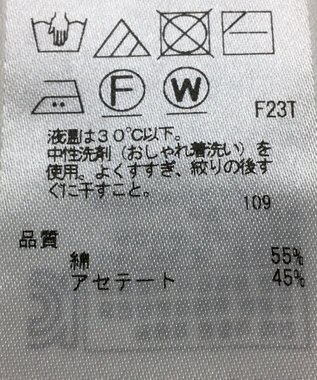 F
W
F23T
液温は30℃以下。
中性洗剤（おしゃれ着洗い）を
使用。よくすすぎ、絞りの後す
ぐに干すこと。
109
品質
綿 55%
アセテート 45%